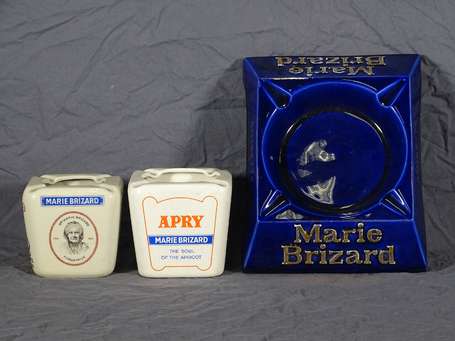 MARIE BRIZARD
APRY
MARIE BRIZARD
THE SOUL
OF THE APRICOT
Marie
Brizard
Marie
Brizard